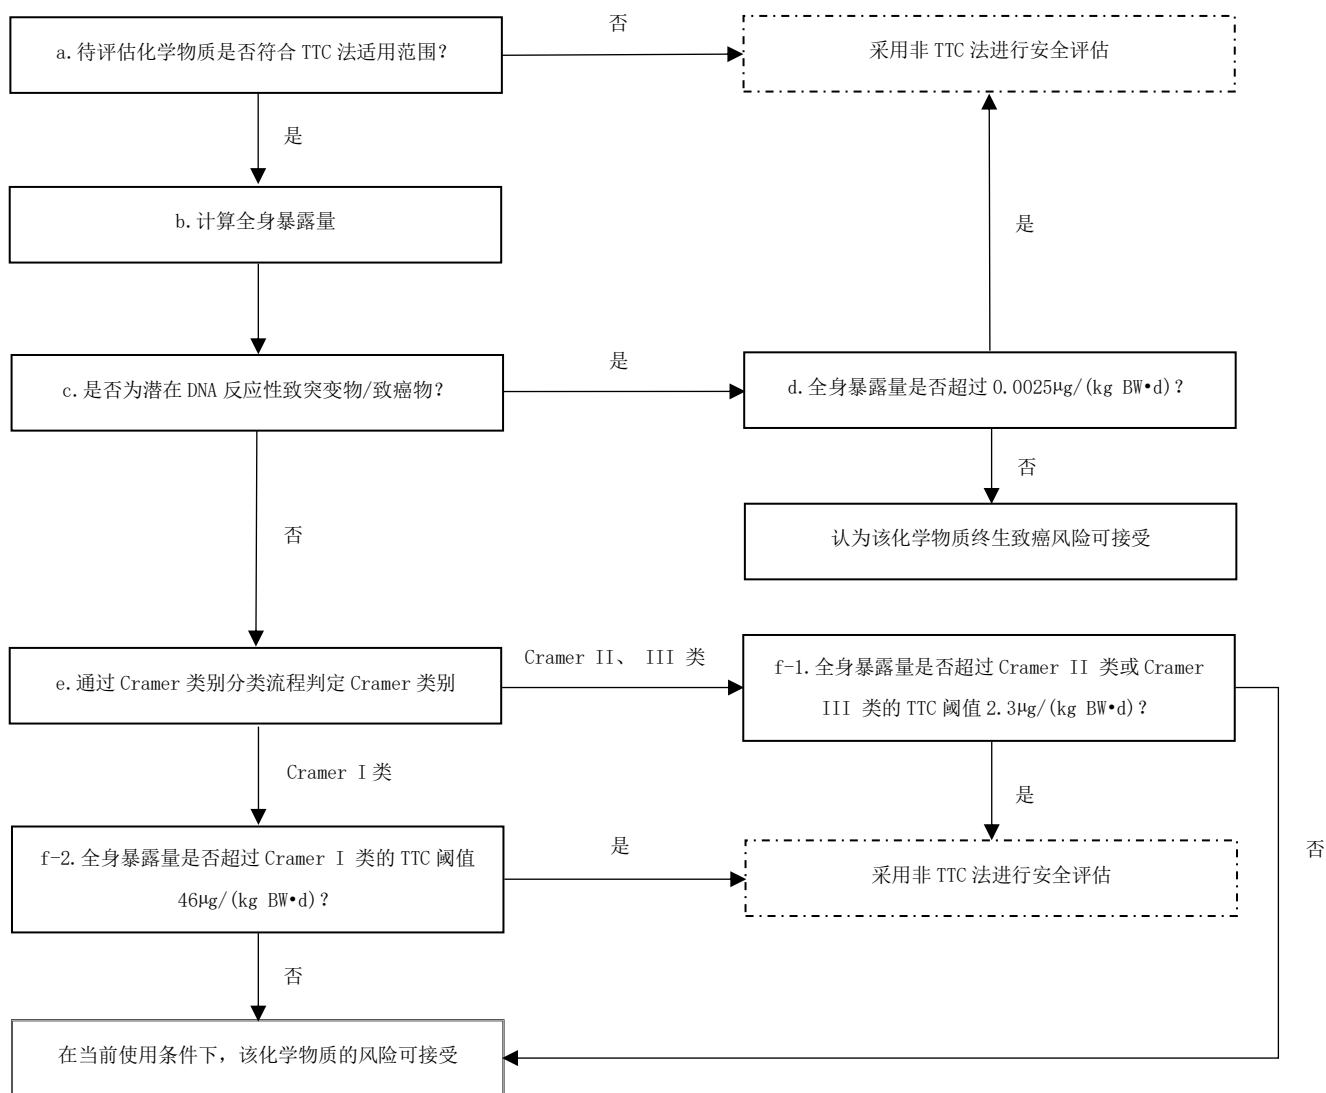 否
a.待评估化学物质是否符合 TTC 法适用范围？
采用非 TTC 法进行安全评估
是
b.计算全身暴露量
是
c.是否为潜在 DNA 反应性致突变物/致癌物？
是
d.全身暴露量是否超过 0.0025μg/(kg BW•d)？
否
否
认为该化学物质终生致癌风险可接受
e.通过 Cramer 类别分类流程判定 Cramer 类别
Cramer II、 III 类
f-1.全身暴露量是否超过 Cramer II 类或 Cramer
III 类的 TTC 阈值 2.3μg/(kg BW•d)？
Cramer I 类
是
f-2.全身暴露量是否超过 Cramer I 类的 TTC 阈值
46μg/(kg BW•d)？
是
采用非 TTC 法进行安全评估
否
否
在当前使用条件下，该化学物质的风险可接受